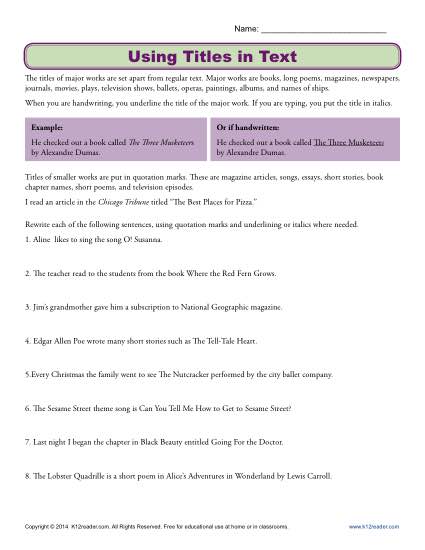 Name: ________________________________
Using Titles in Text
The titles of major works are set apart from regular text. Major works are books, long poems, magazines, newspapers,
journals, movies, plays, television shows, ballets, operas, paintings, albums, and names of ships.
When you are handwriting, you underline the title of the major work. If you are typing, you put the title in italics.
Example:
He checked out a book called The Three Musketeers
by Alexandre Dumas.
Or if handwritten:
He checked out a book called The Three Musketeers
by Alexandre Dumas.
Titles of smaller works are put in quotation marks. These are magazine articles, songs, essays, short stories, book
chapter names, short poems, and television episodes.
I read an article in the Chicago Tribune titled “The Best Places for Pizza.”
Rewrite each of the following sentences, using quotation marks and underlining or italics where needed.
1. Aline  likes to sing the song O! Susanna.
2. The teacher read to the students from the book Where the Red Fern Grows.
3. Jim’s grandmother gave him a subscription to National Geographic magazine.
4. Edgar Allen Poe wrote many short stories such as The Tell-Tale Heart.
5.Every Christmas the family went to see The Nutcracker performed by the city ballet company.
6. The Sesame Street theme song is Can You Tell Me How to Get to Sesame Street?
7. Last night I began the chapter in Black Beauty entitled Going For the Doctor.
8. The Lobster Quadrille is a short poem in Alice’s Adventures in Wonderland by Lewis Carroll.
Copyright © 2014 K12reader.com. All Rights Reserved. Free for educational use at home or in classrooms.
www.k12reader.com